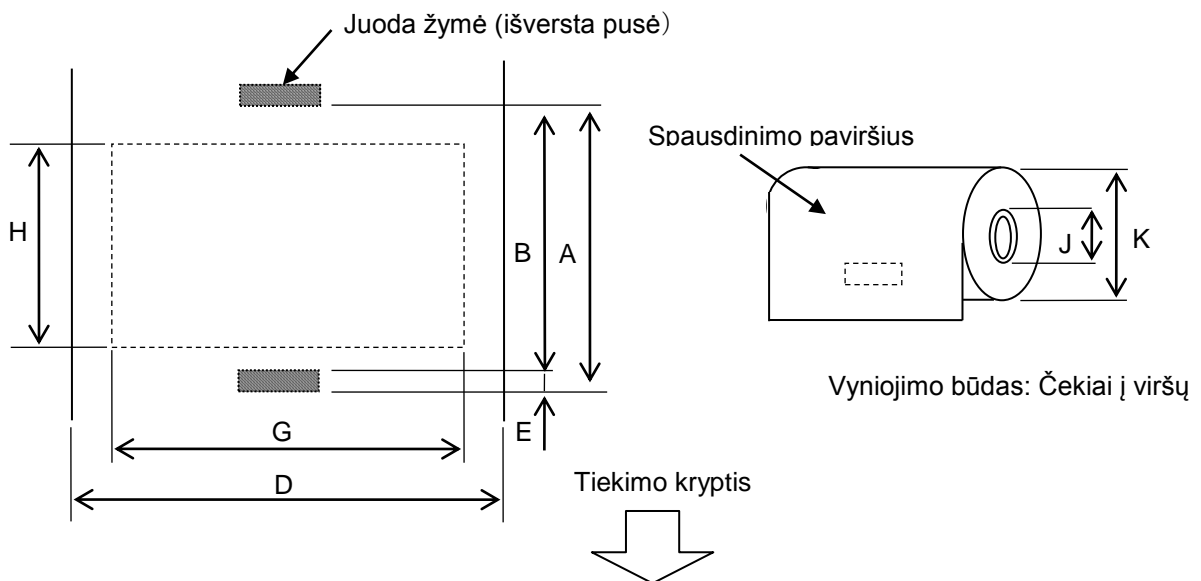 Juoda žymė (išversta pusė）
Spausdinimo paviršius
H
B
A
J
K
Vyniojimo būdas: Čekiai į viršų
E
G
D
Tiekimo kryptis